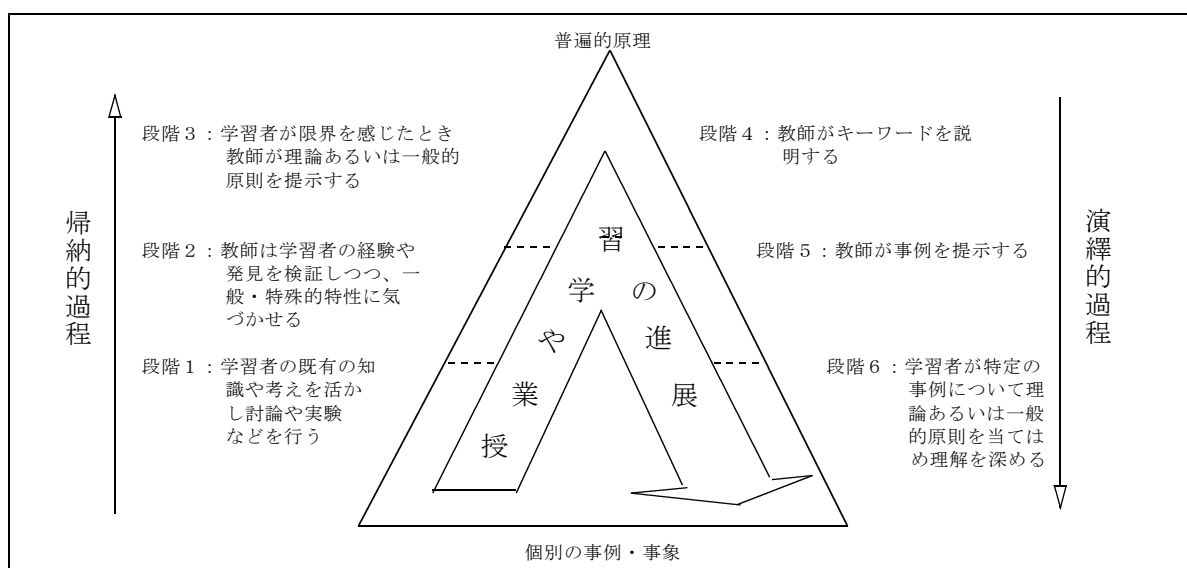 普遍的原理
段階３：学習者が限界を感じたとき
教師が理論あるいは一般的
原則を提示する
段階４：教師がキーワードを説
明する
帰納的過程
段階２：教師は学習者の経験や
発見を検証しつつ、一
般・特殊的特性に気
づかせる
段階１：学習者の既有の知
識や考えを活か
し討論や実験
などを行う
授業や学習の進展
段階５：教師が事例を提示する
段階６：学習者が特定の
事例について理
論あるいは一般
的原則を当ては
め理解を深める
演繹的過程
個別の事例・事象